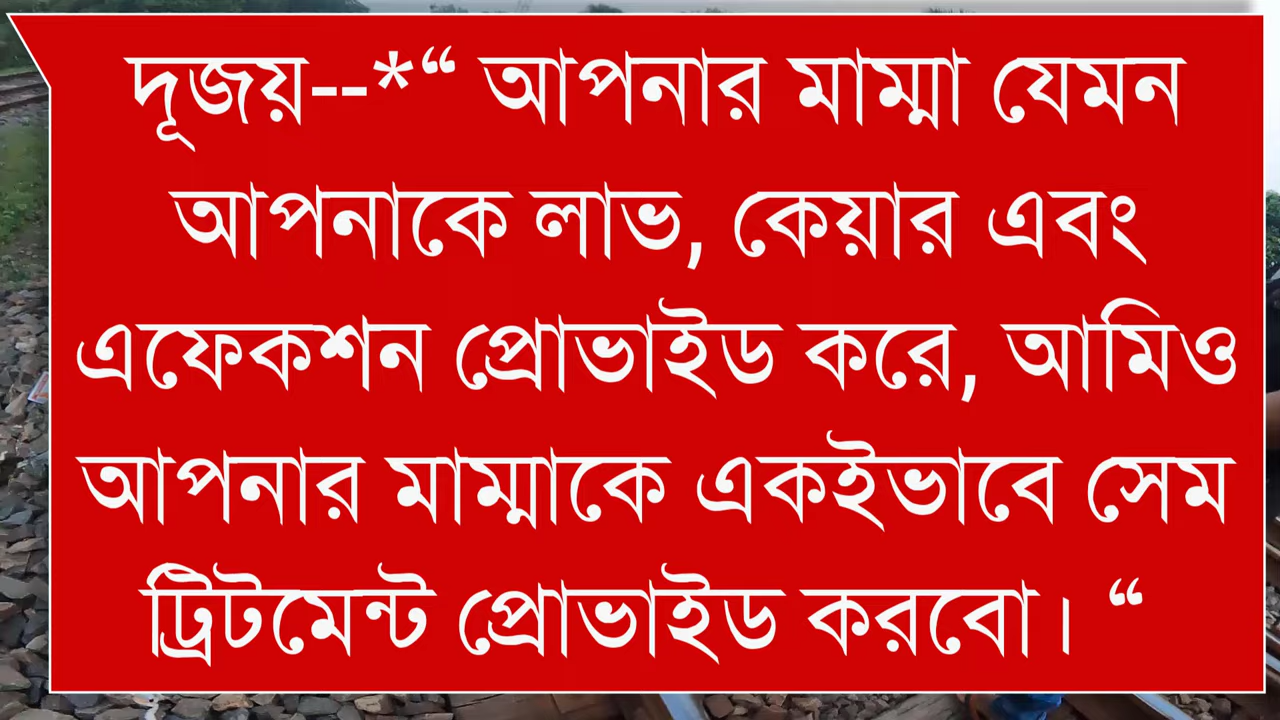 দূজয়--*“ আপনার মাম্মা যেমন
আপনাকে লাভ, কেয়ার এবং
এফেকশন প্রোভাইড করে, আমিও
আপনার মাম্মাকে একইভাবে সেম
ট্রিটমেন্ট প্রোভাইড করবো। “